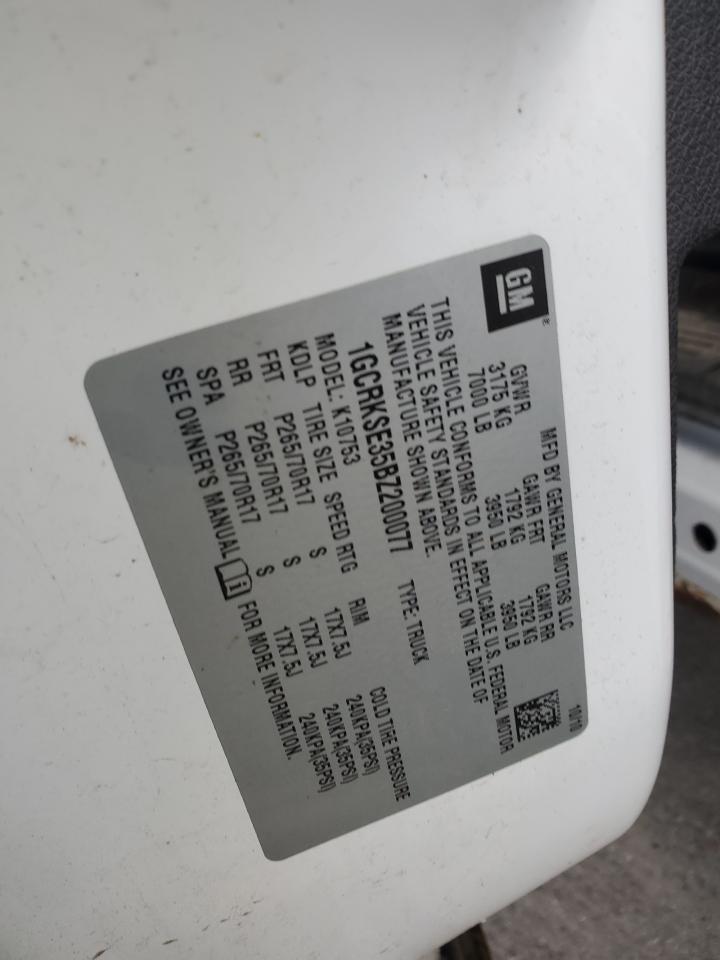 GM ®
MFD BY GENERAL MOTORS LLC 10/10
GVWR GAWR FRT GAWR RR
3175 KG 1792 KG 1792 KG
7000 LB 3950 LB 3950 LB
THIS VEHICLE CONFORMS TO ALL APPLICABLE U.S. FEDERAL MOTOR
VEHICLE SAFETY STANDARDS IN EFFECT ON THE DATE OF
MANUFACTURE SHOWN ABOVE.
1GCRKSE35BZ200077 TYPE: TRUCK
MODEL: K10753
KDLP TIRE SIZE SPEED RTG RIM COLD TIRE PRESSURE
FRT P265/70R17 S 17X7.5J 240KPA(35PSI)
RR P265/70R17 S 17X7.5J 240KPA(35PSI)
SPA P265/70R17 S 17X7.5J 240KPA(35PSI)
SEE OWNER'S MANUAL FOR MORE INFORMATION.